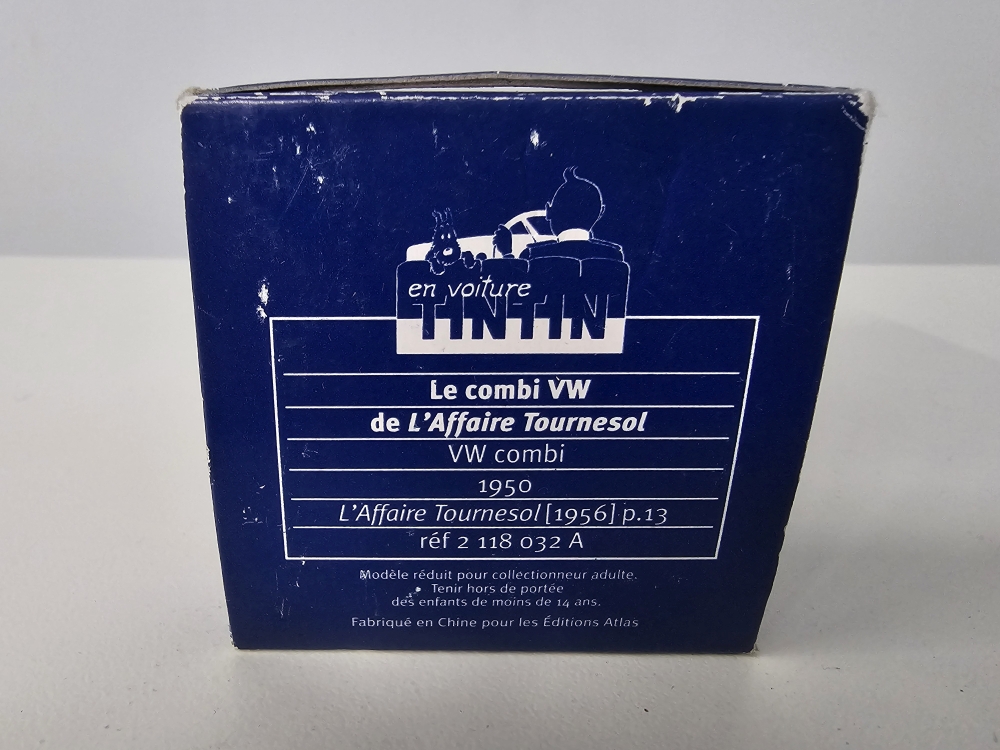 en voiture
TINTIN
Le combi VW
de L'Affaire Tournesol
VW combi
1950
L'Affaire Tournesol [1956] p.13
réf 2 118 032 A
Modèle réduit pour collectionneur adulte.
Tenir hors de portée
des enfants de moins de 14 ans.
Fabriqué en Chine pour les Éditions Atlas